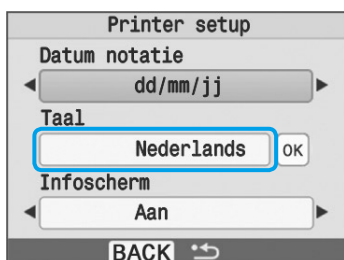 Printer setup
Datum notatie
dd/mm/jj
Taal
Nederlands OK
Infoscherm
Aan
BACK